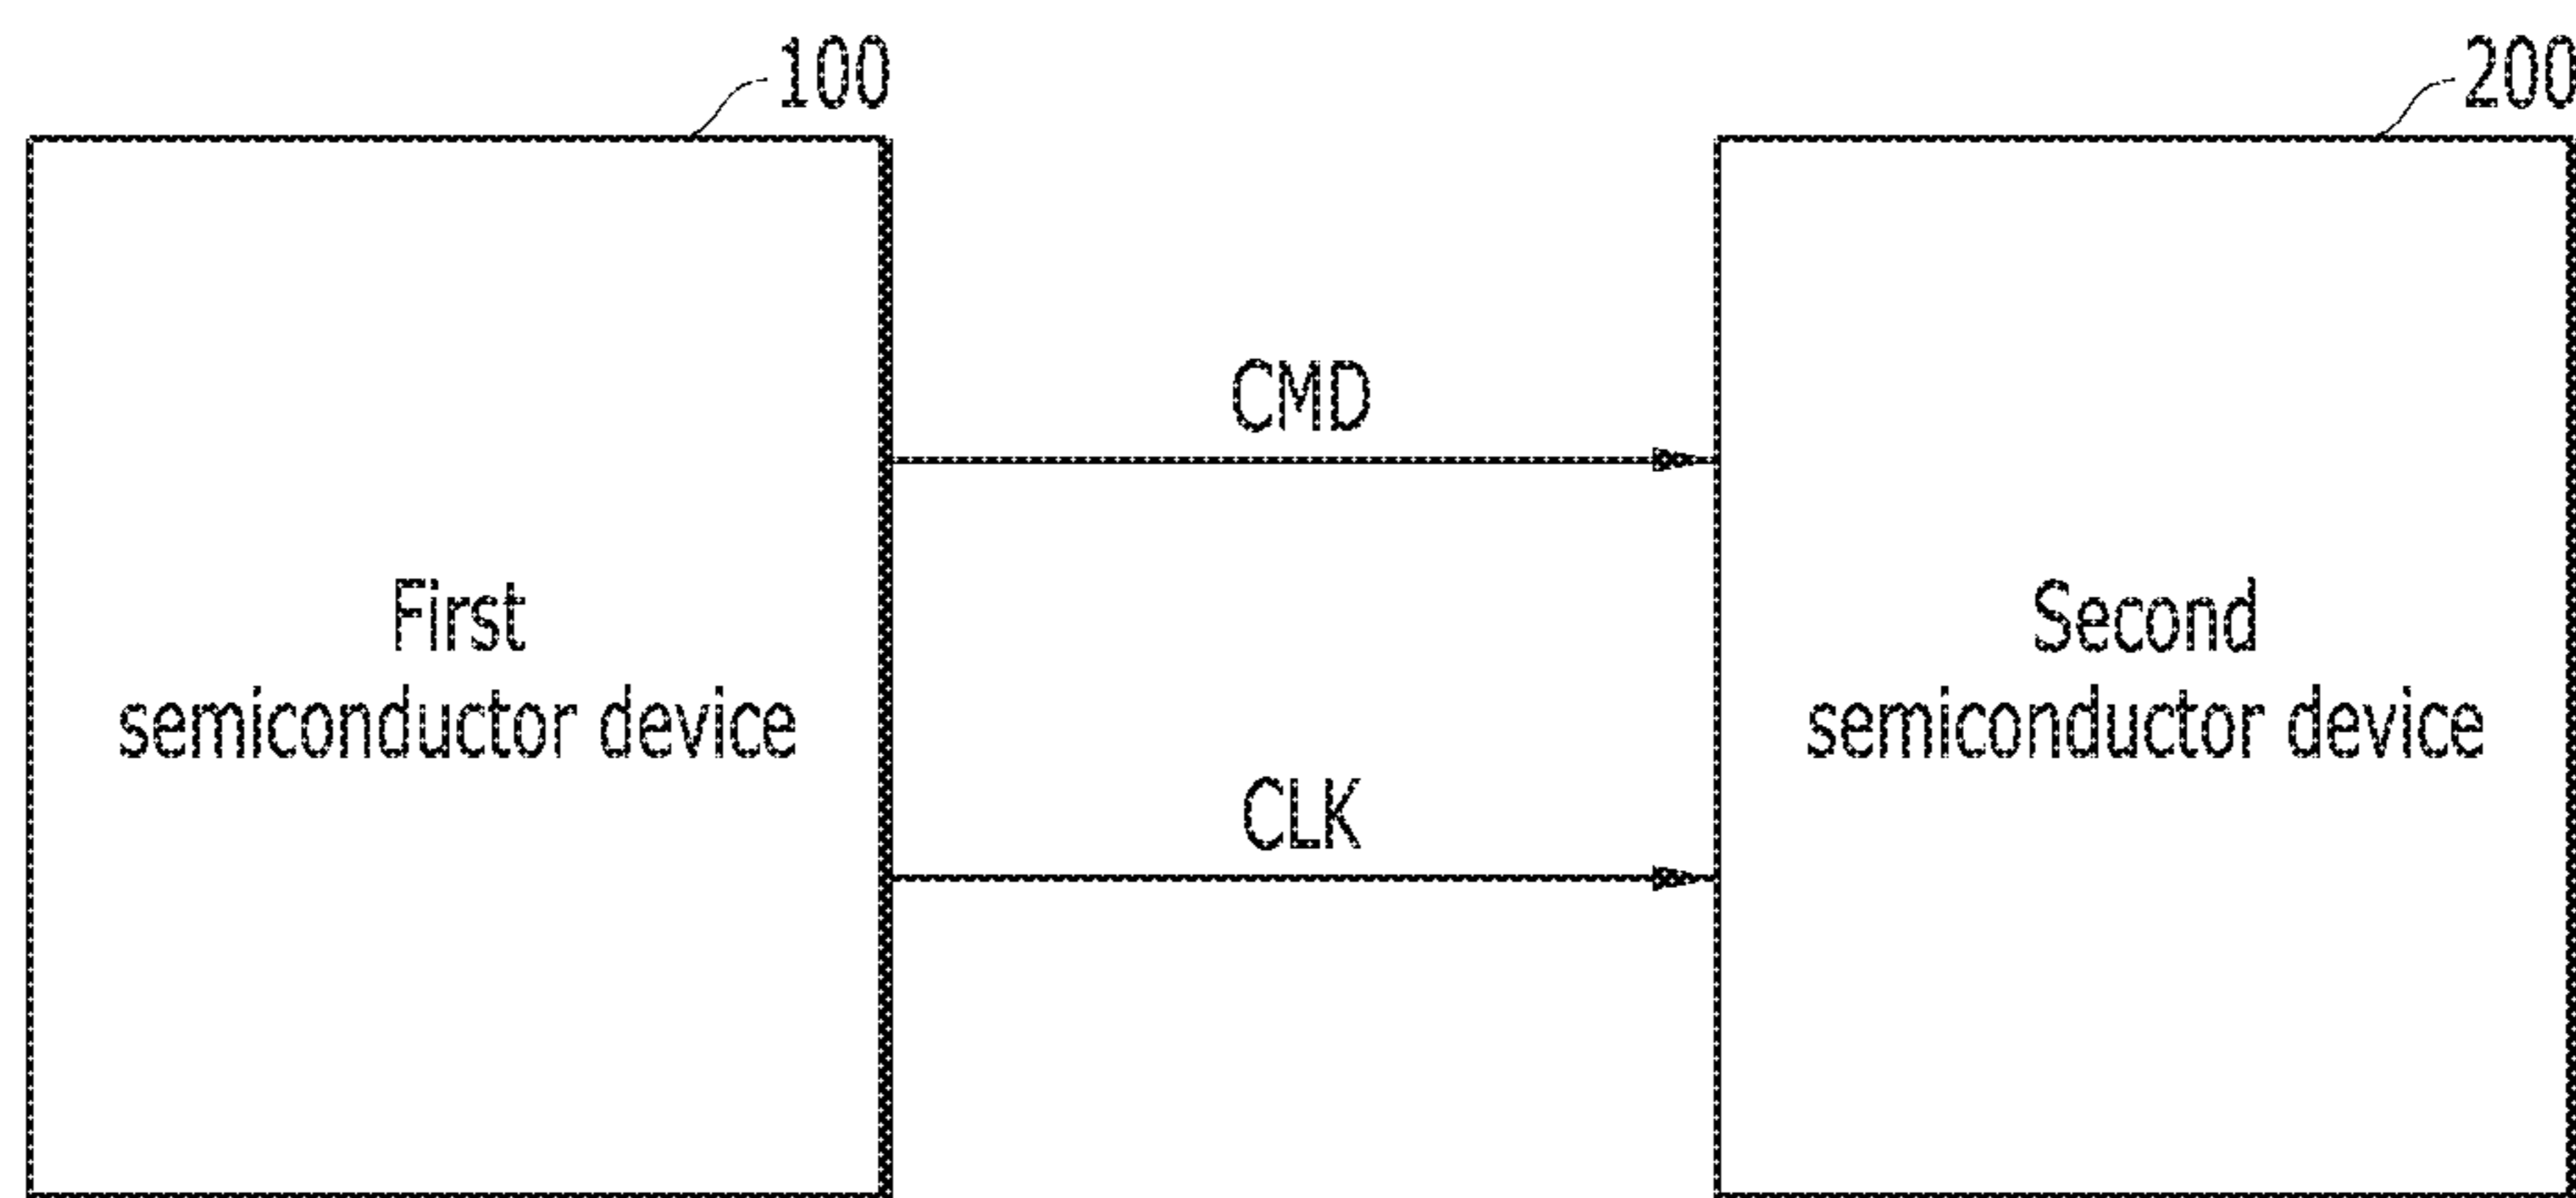 100
200
CMD
First
semiconductor device
Second
semiconductor device
CLK